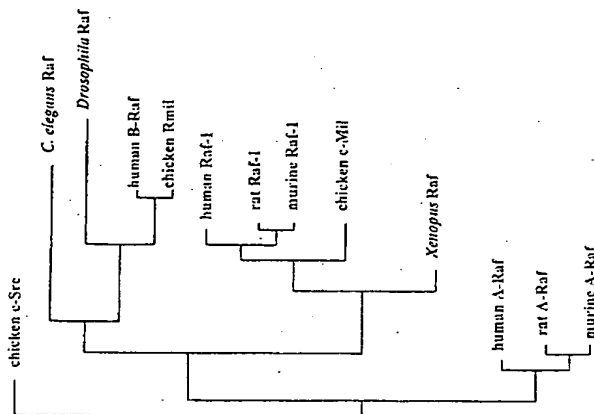 chicken c-Src
C. elegans Raf
Drosophila Raf
human B-Raf
chicken Rmil
human Raf-1
rat Raf-1
murine Raf-1
chicken c-Mil
Xenopus Raf
human A-Raf
rat A-Raf
murine A-Raf